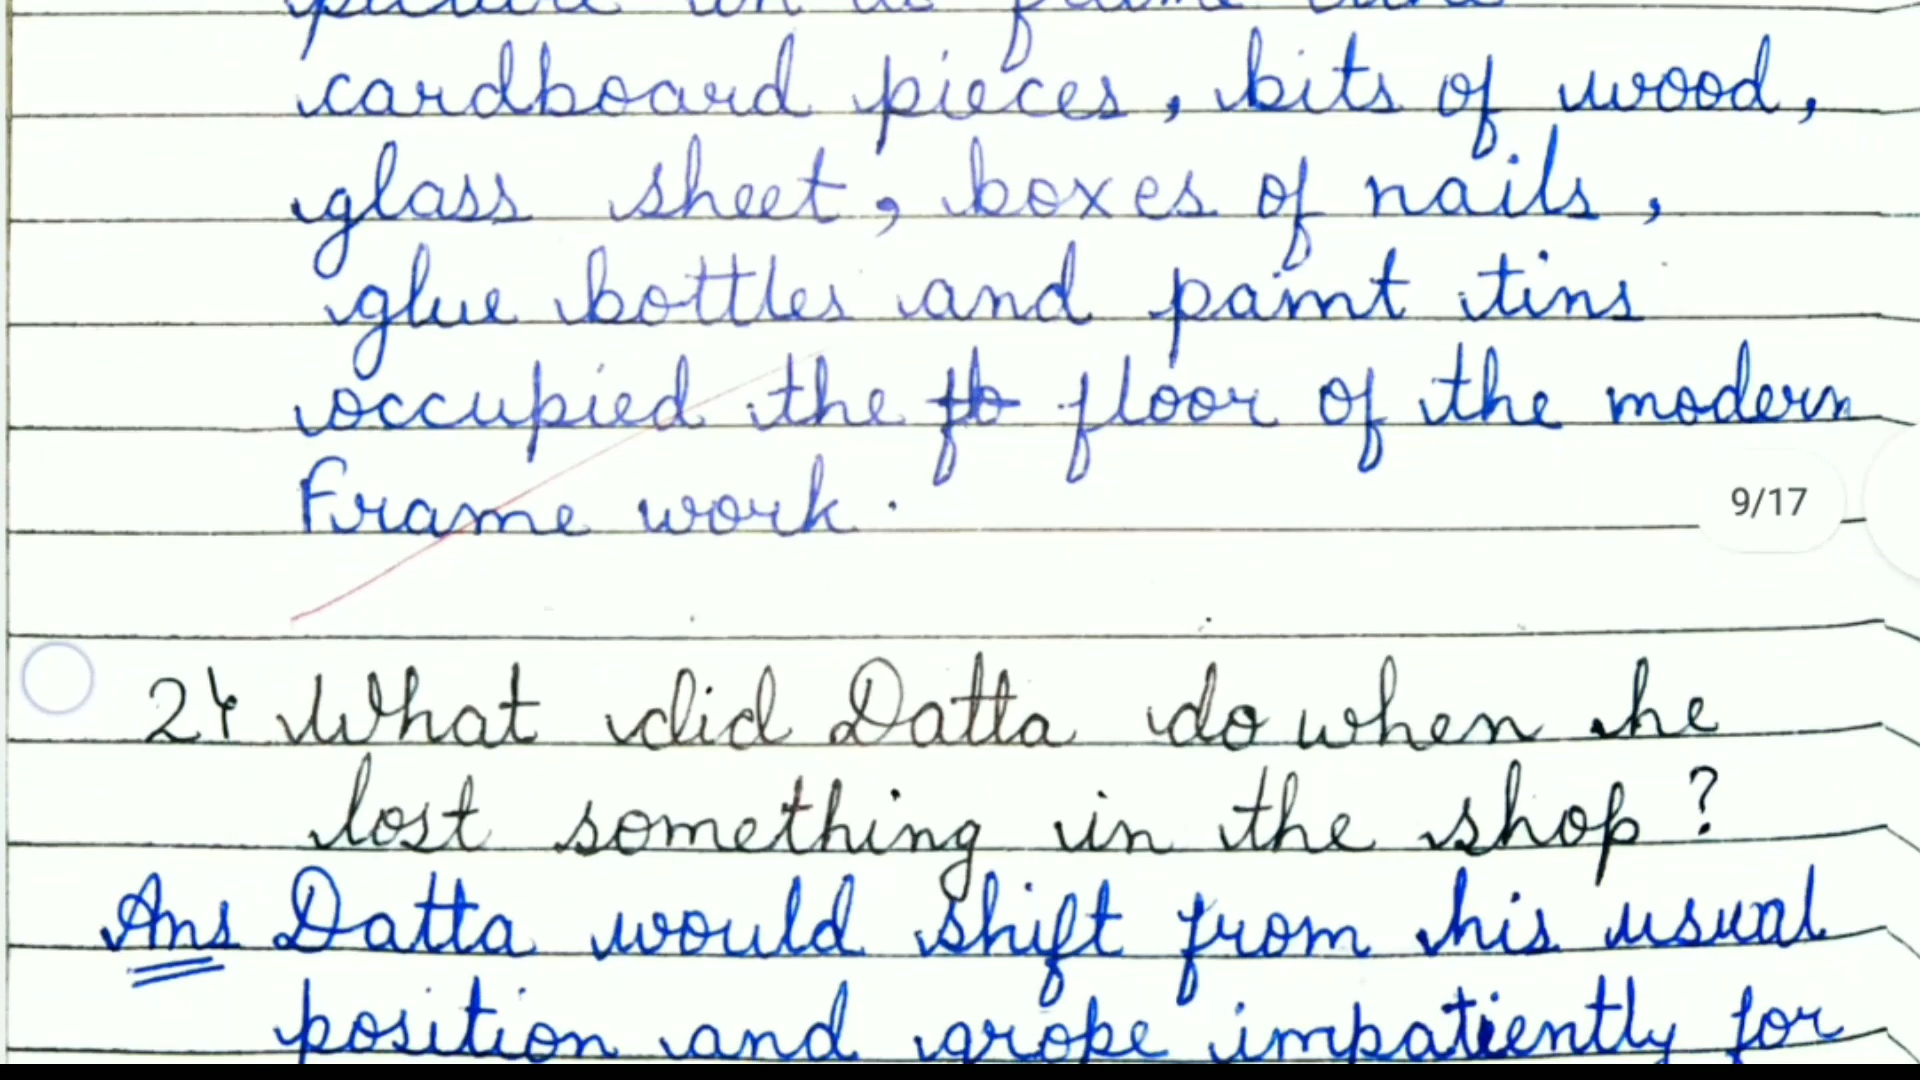 cardboard pieces, bits of wood,
glass sheet, boxes of nails,
glue bottles and paint tins
occupied the floor of the modern
Frame work.
9/17
24 What did Datta do when he
lost something in the shop?
Ans Datta would shift from his usual
position and grope impatiently for